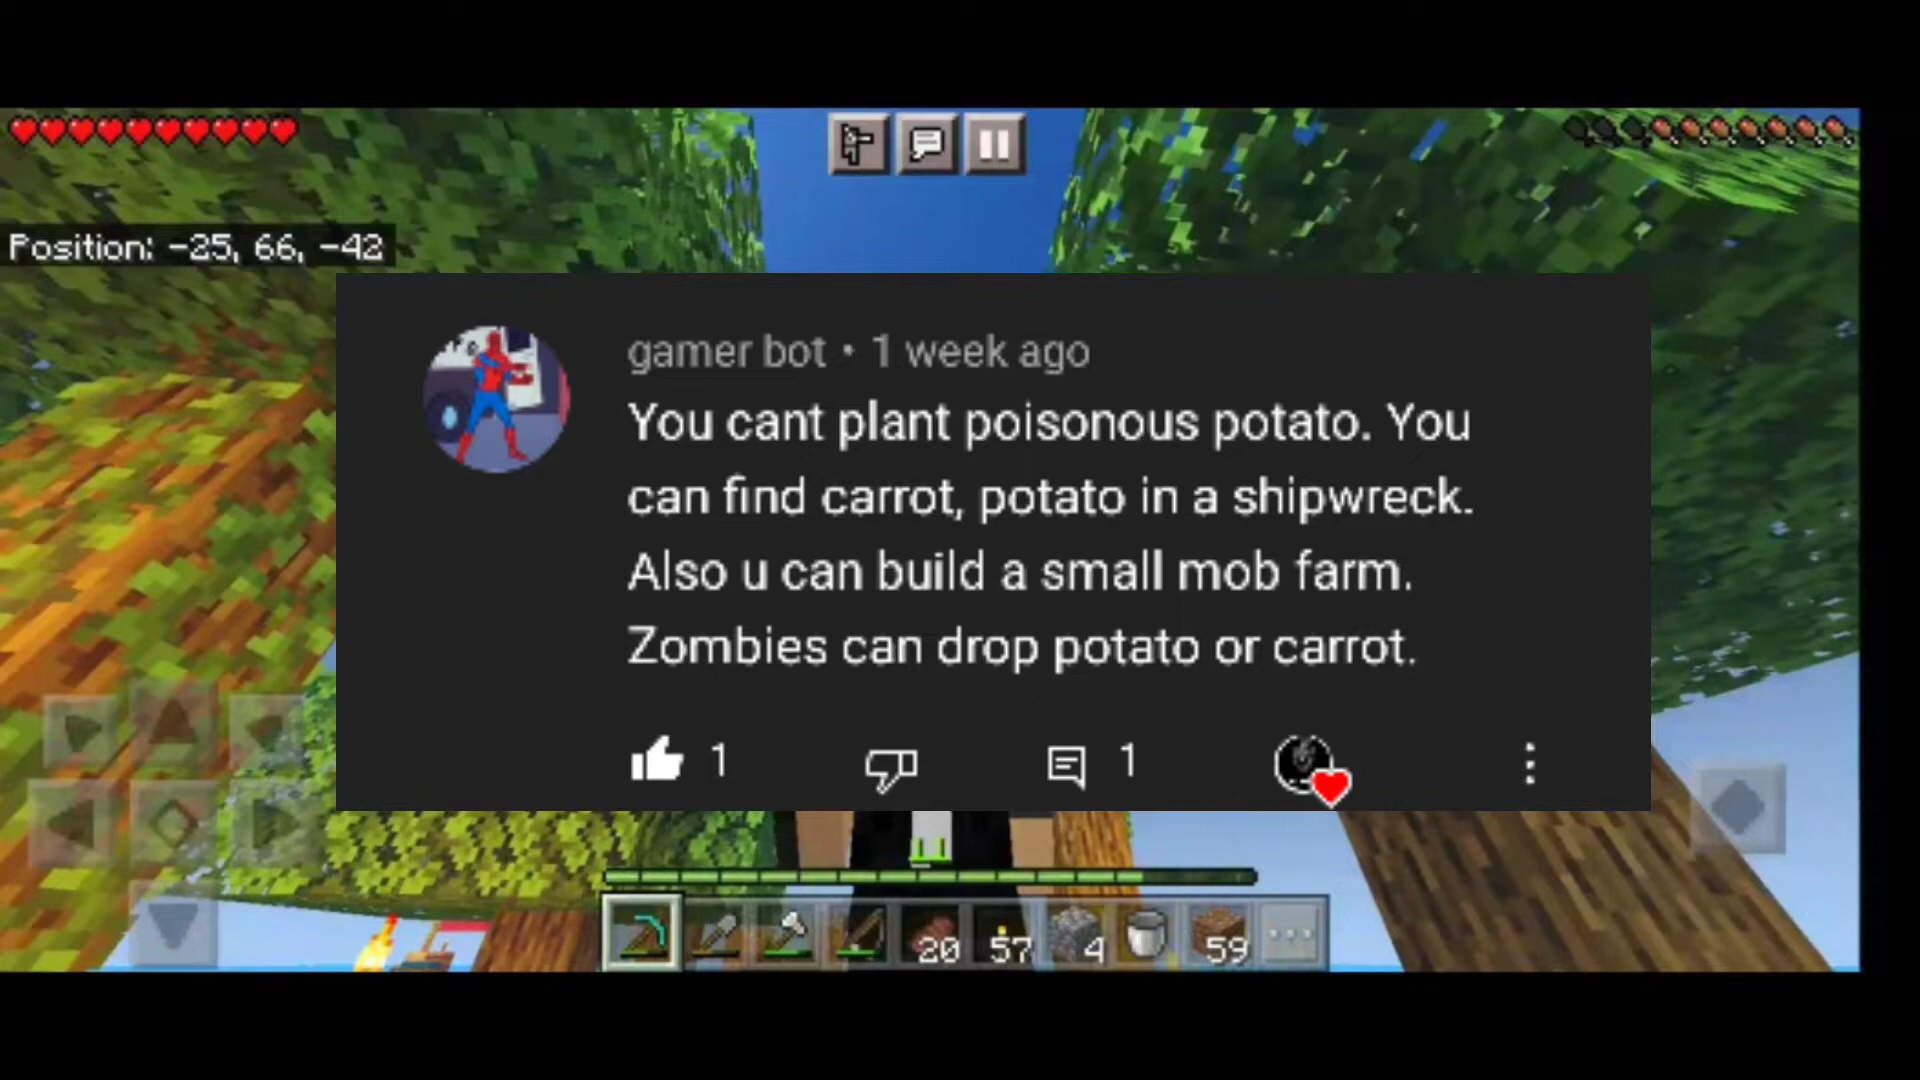 Position: -25, 66, -42
gamer bot • 1 week ago
You cant plant poisonous potato. You
can find carrot, potato in a shipwreck.
Also u can build a small mob farm.
Zombies can drop potato or carrot.
1
1
20 57 4 59